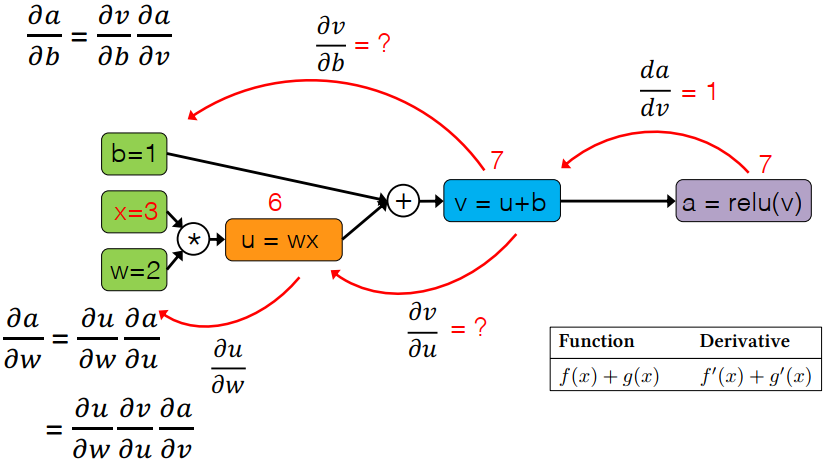 ∂a/∂b = ∂v/∂b ∂a/∂v
∂v/∂b = ?
da/dv = 1
b=1
7
7
x=3
6
+
v = u+b
a = relu(v)
*
u = wx
w=2
∂a/∂w = ∂u/∂w ∂a/∂u
∂u/∂w
∂v/∂u = ?
= ∂u/∂w ∂v/∂u ∂a/∂v
Function Derivative
f(x) + g(x) f′(x) + g′(x)